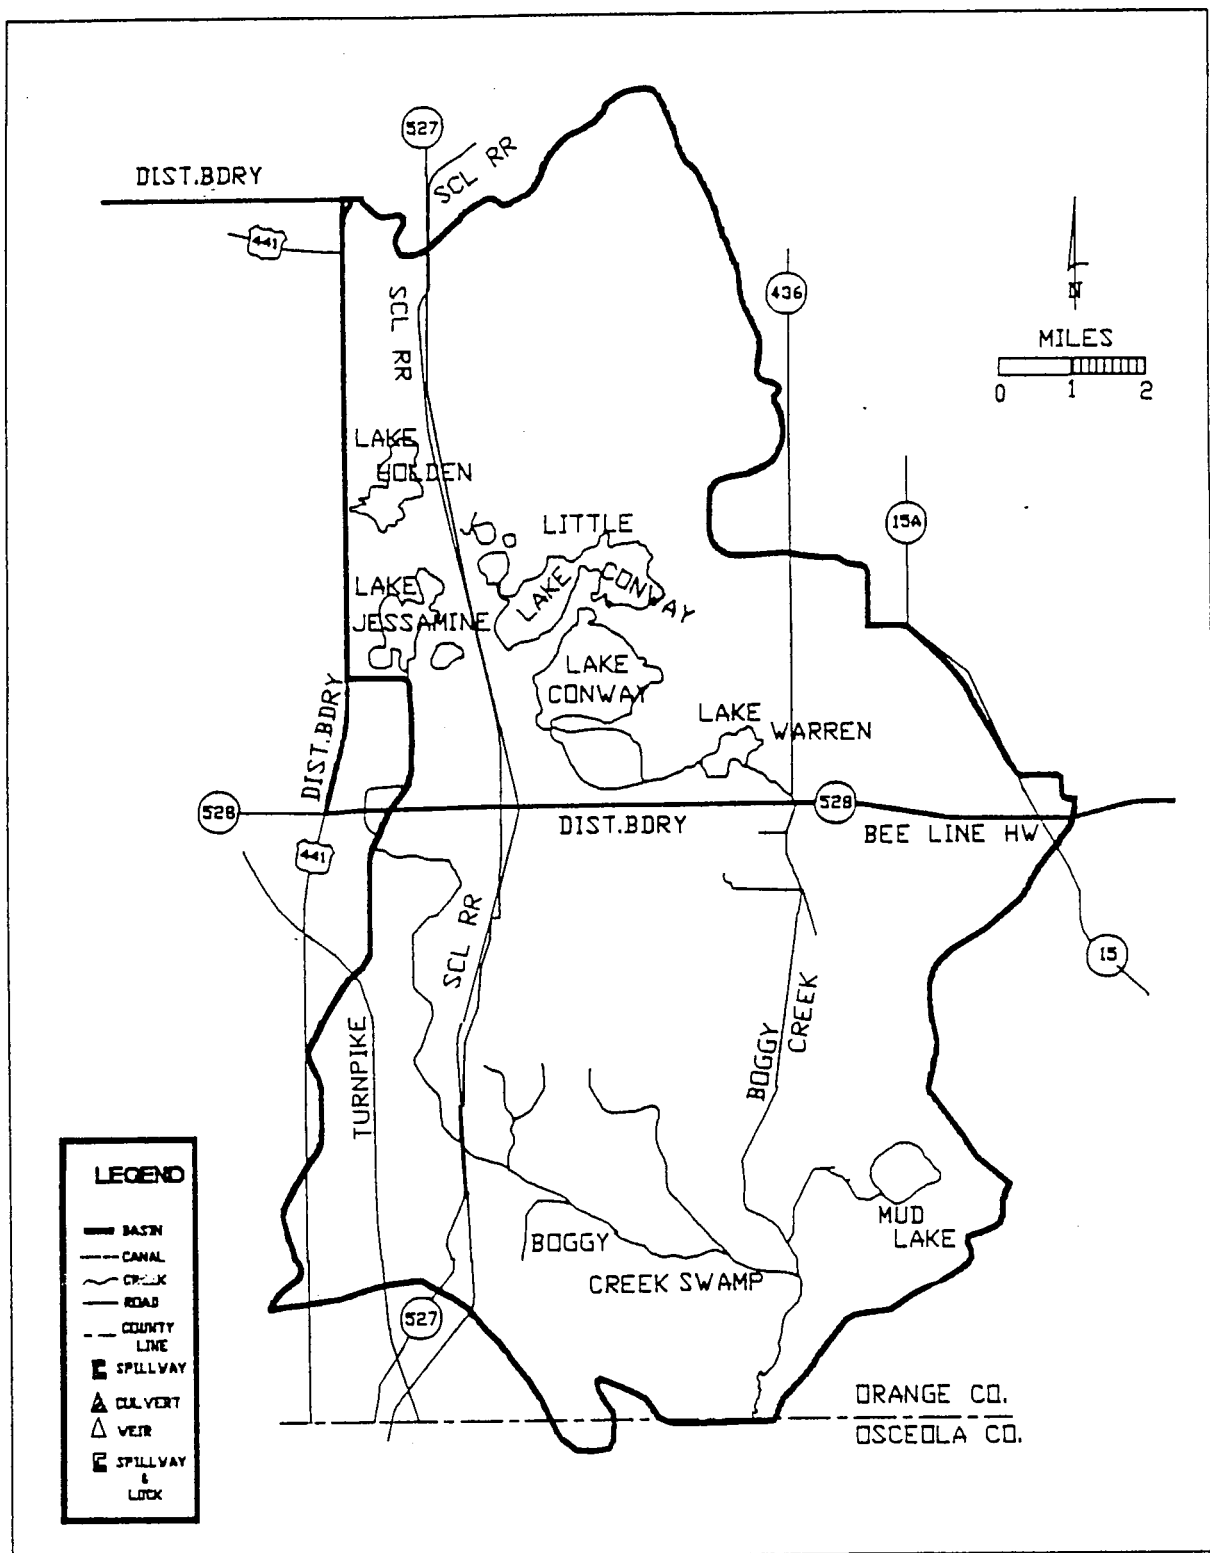 527
SCL RR
DIST.BDRY
441
436
N
SCL RR
MILES
0 1 2
LAKE
HOLDEN
15A
LITTLE
LAKE
CONWAY
LAKE
JESSAMINE
LAKE
CONWAY
LAKE
WARREN
DIST.BDRY
528
528
DIST.BDRY
BEE LINE HW
441
SCL RR
15
BOGGY
CREEK
TURNPIKE
MUD
LAKE
BOGGY
CREEK SWAMP
527
ORANGE CO.
OSCEOLA CO.
LEGEND
BASIN
CANAL
CREEK
ROAD
COUNTY
LINE
SPILLWAY
CULVERT
WEIR
SPILLWAY
&
LOCK